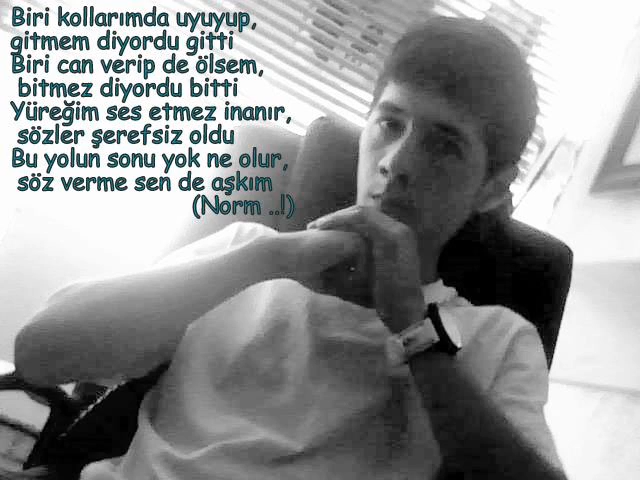 Biri kollarımda uyuyup,
gitmem diyordu gitti
Biri can verip de ölsem,
bitmez diyordu bitti
Yüreğim ses etmez inanır,
sözler şerefsiz oldu
Bu yolun sonu yok ne olur,
söz verme sen de aşkım
(Norm ..!)